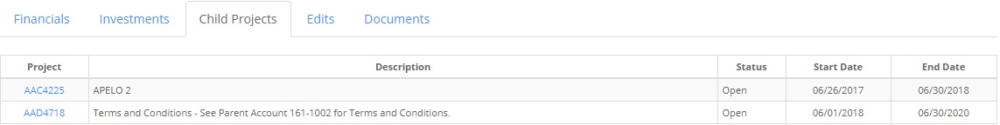 Financials Investments Child Projects Edits Documents
Project Description Status Start Date End Date
AAC4225 APELO 2 Open 06/26/2017 06/30/2018
AAD4718 Terms and Conditions - See Parent Account 161-1002 for Terms and Conditions. Open 06/01/2018 06/30/2020